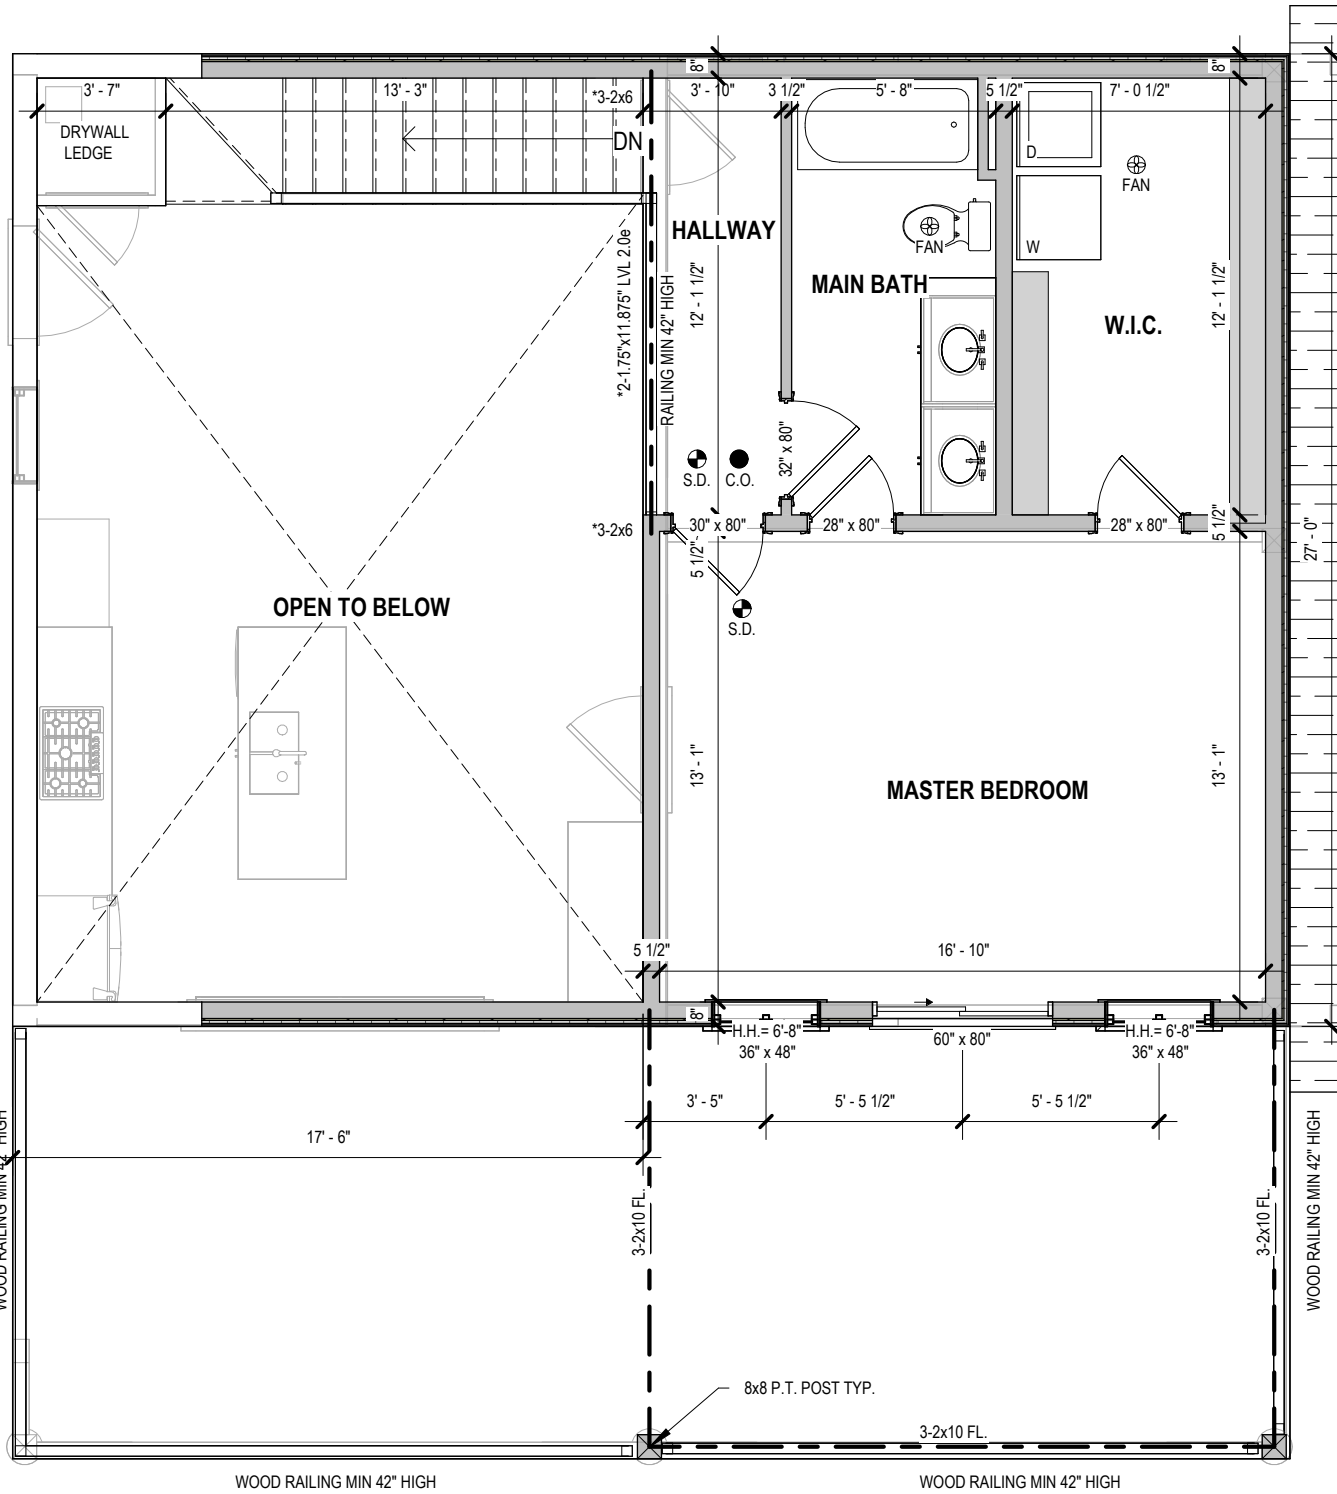 8"
8"
3' - 7"
13' - 3"
*3-2x6
3' - 10"
3 1/2"
5' - 8"
5 1/2"
7' - 0 1/2"
DRYWALL
LEDGE
DN
D
FAN
HALLWAY
FAN
W
MAIN BATH
W.I.C.
*2-1.75"x11.875" LVL 2.0e
RAILING MIN 42" HIGH
12' - 1 1/2"
12' - 1 1/2"
32" x 80"
S.D.
C.O.
*3-2x6
30" x 80"
28" x 80"
28" x 80"
5 1/2"
5 1/2"
27' - 0"
OPEN TO BELOW
S.D.
13' - 1"
13' - 1"
MASTER BEDROOM
5 1/2"
16' - 10"
8"
H.H.= 6'-8"
36" x 48"
60" x 80"
H.H.= 6'-8"
36" x 48"
3' - 5"
5' - 5 1/2"
5' - 5 1/2"
17' - 6"
WOOD RAILING MIN 42" HIGH
3-2x10 FL.
3-2x10 FL.
WOOD RAILING MIN 42" HIGH
8x8 P.T. POST TYP.
3-2x10 FL.
WOOD RAILING MIN 42" HIGH
WOOD RAILING MIN 42" HIGH